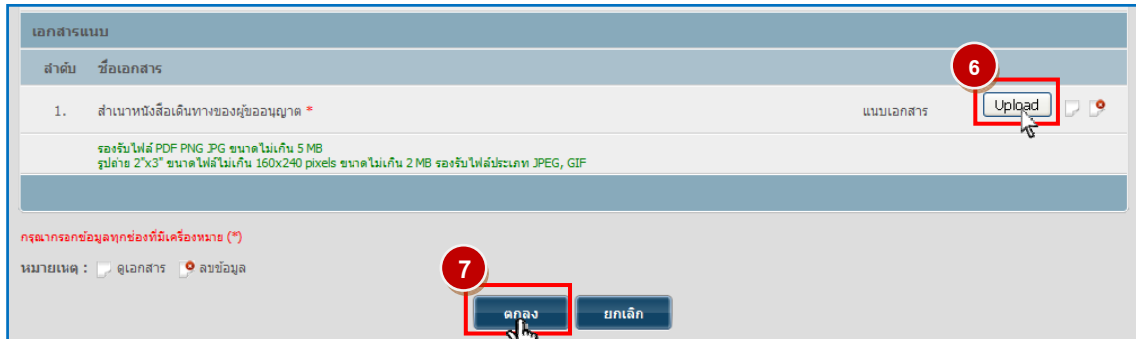 เอกสารแนบ
ลำดับ ชื่อเอกสาร
6
1. สำเนาหนังสือเดินทางของผู้ขออนุญาต * แนบเอกสาร Upload
รองรับไฟล์ PDF PNG JPG ขนาดไม่เกิน 5 MB
รูปถ่าย 2"x3" ขนาดไฟล์ไม่เกิน 160x240 pixels ขนาดไม่เกิน 2 MB รองรับไฟล์ประเภท JPEG, GIF
กรุณากรอกข้อมูลทุกช่องที่มีเครื่องหมาย (*)
หมายเหตุ : ดูเอกสาร ลบข้อมูล
7
ตกลง ยกเลิก